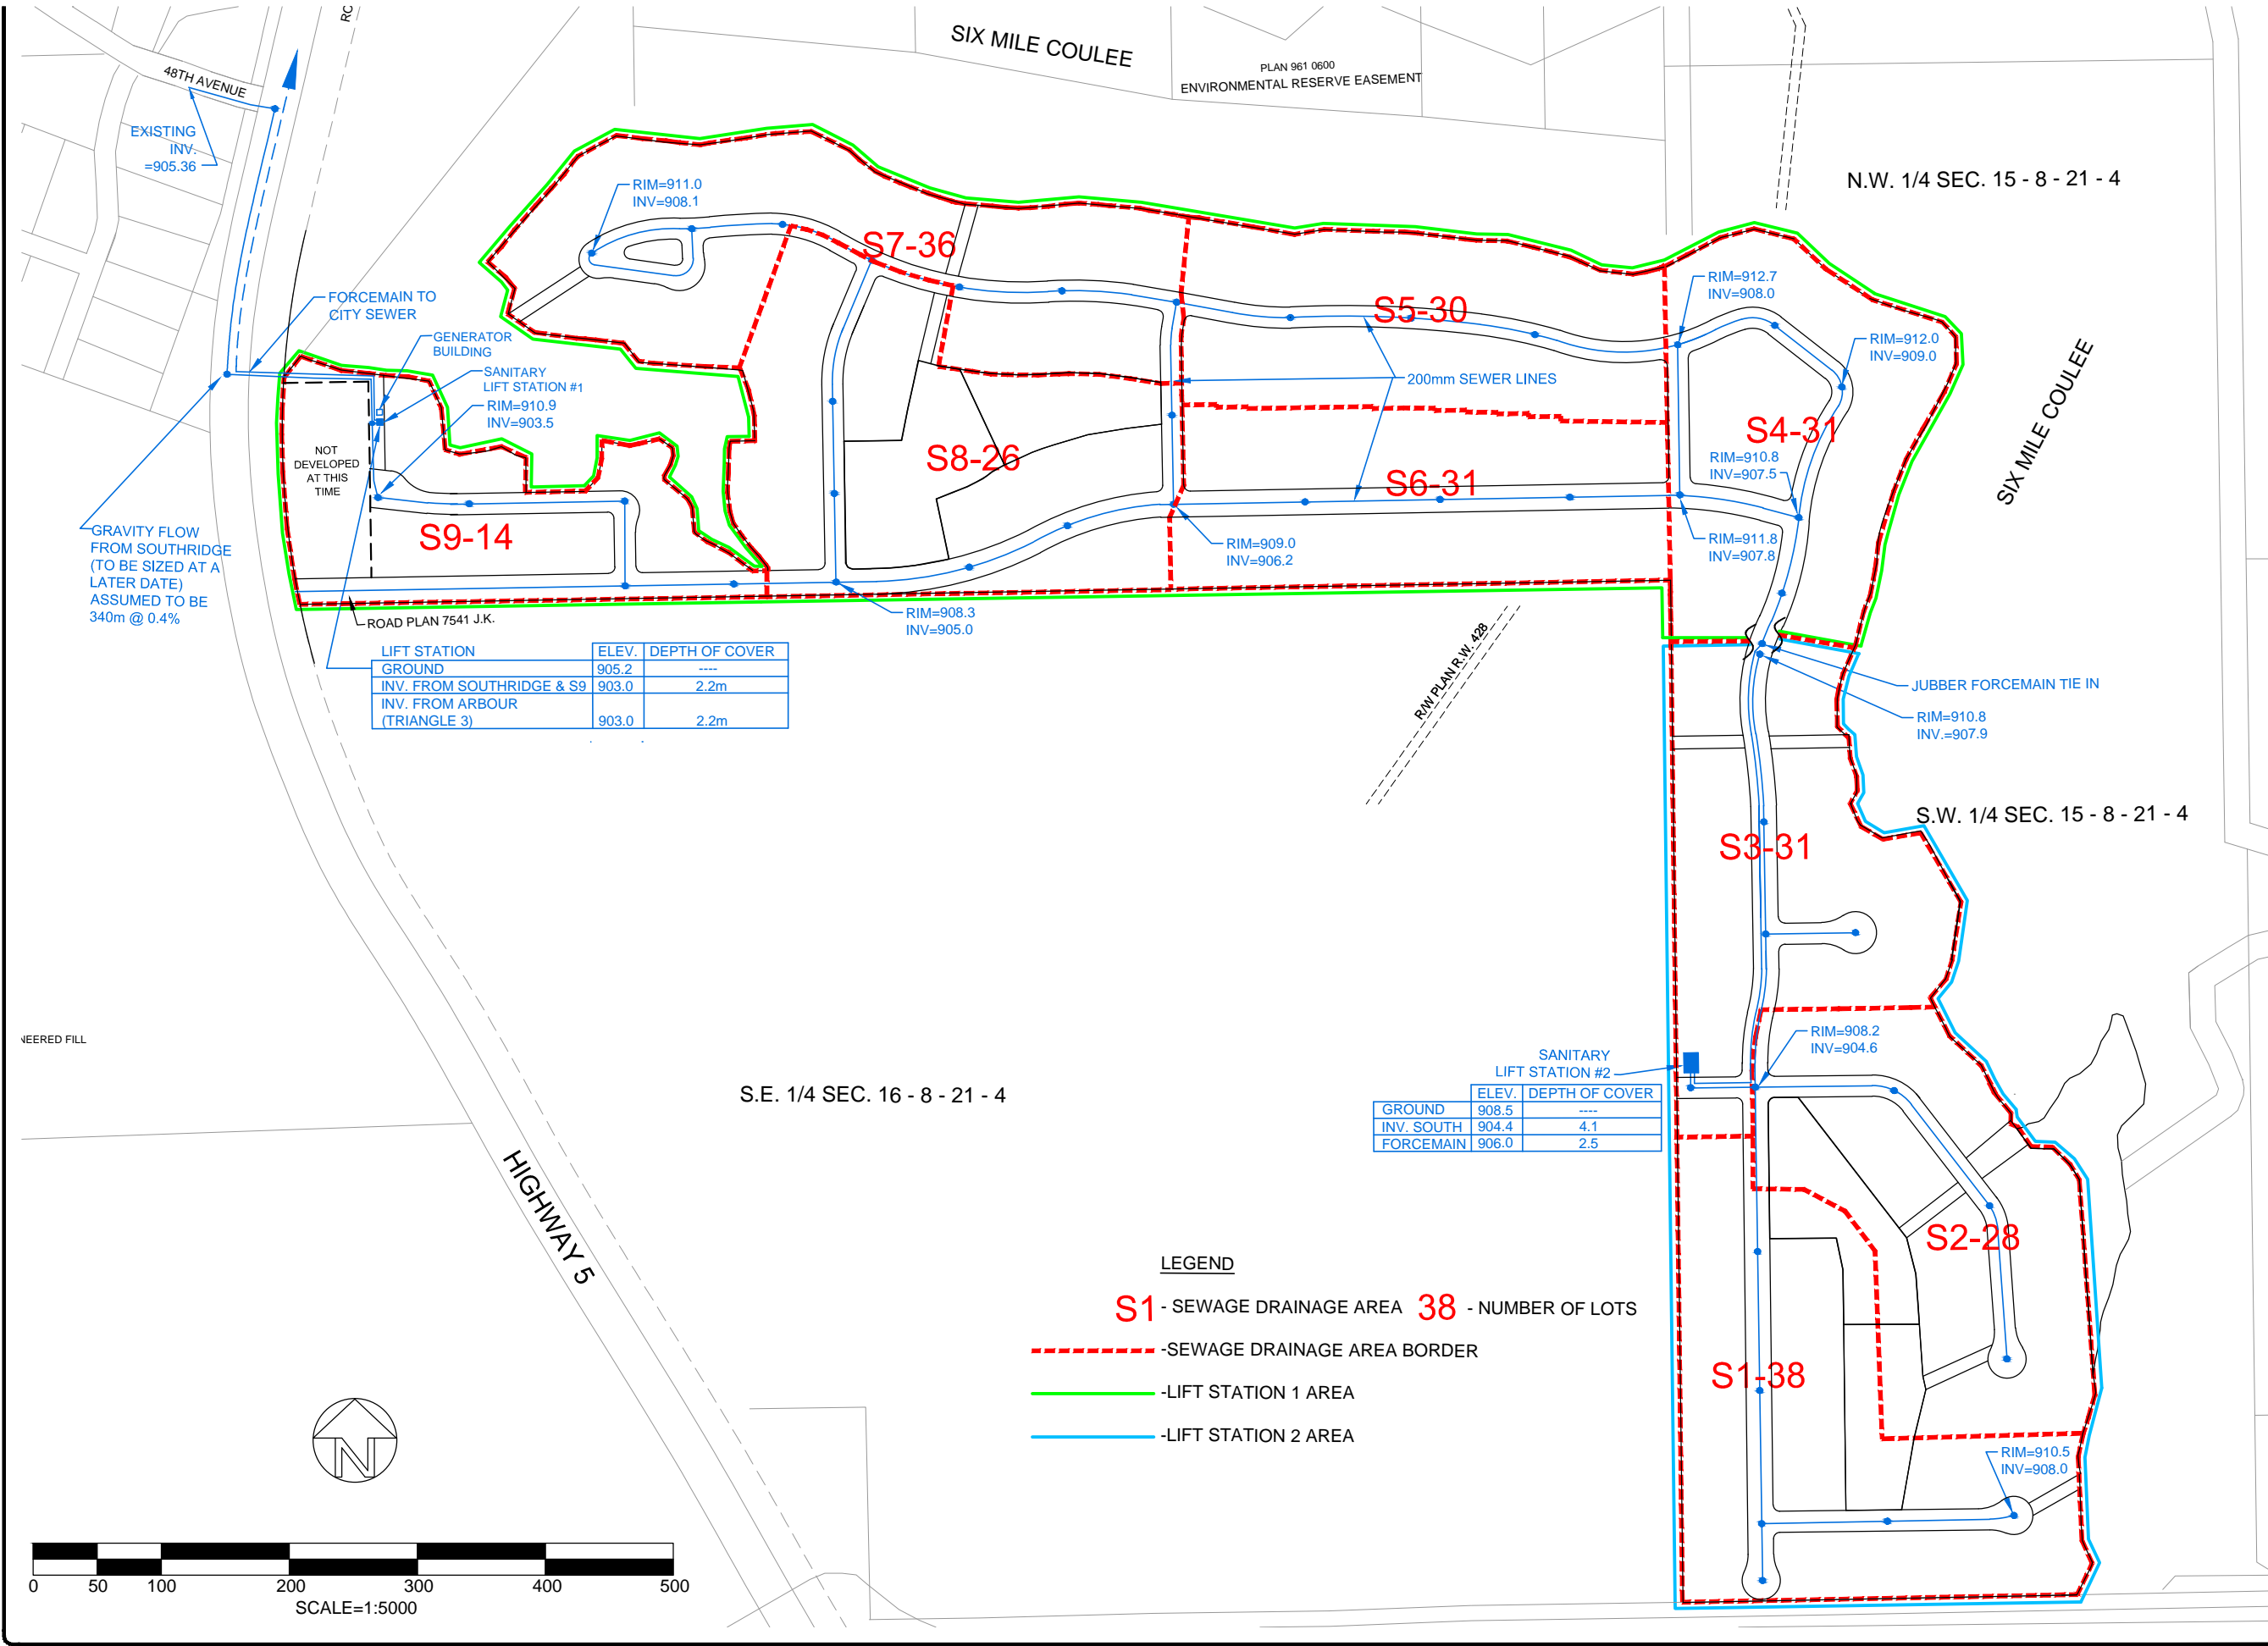 SIX MILE COULEE
PLAN 961 0600
ENVIRONMENTAL RESERVE EASEMENT
48TH AVENUE
EXISTING
INV.
=905.36
N.W. 1/4 SEC. 15 - 8 - 21 - 4
RIM=911.0
INV=908.1
S7-36
FORCEMAIN TO
CITY SEWER
GENERATOR
BUILDING
SANITARY
LIFT STATION #1
RIM=910.9
INV=903.5
S5-30
RIM=912.7
INV=908.0
RIM=912.0
INV=909.0
200mm SEWER LINES
SIX MILE COULEE
NOT
DEVELOPED
AT THIS
TIME
S8-26
S4-31
RIM=910.8
INV=907.5
S6-31
S9-14
GRAVITY FLOW
FROM SOUTHRIDGE
(TO BE SIZED AT A
LATER DATE)
ASSUMED TO BE
340m @ 0.4%
RIM=909.0
INV=906.2
RIM=911.8
INV=907.8
ROAD PLAN 7541 J.K.
RIM=908.3
INV=905.0
R/W PLAN R.W. 428
LIFT STATION ELEV. DEPTH OF COVER
GROUND 905.2 ----
INV. FROM SOUTHRIDGE & S9 903.0 2.2m
INV. FROM ARBOUR
(TRIANGLE 3) 903.0 2.2m
JUBBER FORCEMAIN TIE IN
RIM=910.8
INV.=907.9
S.W. 1/4 SEC. 15 - 8 - 21 - 4
S3-31
NEERED FILL
RIM=908.2
INV=904.6
SANITARY
LIFT STATION #2
S.E. 1/4 SEC. 16 - 8 - 21 - 4
ELEV. DEPTH OF COVER
GROUND 908.5 ----
INV. SOUTH 904.4 4.1
FORCEMAIN 906.0 2.5
HIGHWAY 5
S2-28
LEGEND
S1 - SEWAGE DRAINAGE AREA 38 - NUMBER OF LOTS
-SEWAGE DRAINAGE AREA BORDER
S1-38
-LIFT STATION 1 AREA
-LIFT STATION 2 AREA
RIM=910.5
INV=908.0
N
0 50 100 200 300 400 500
SCALE=1:5000